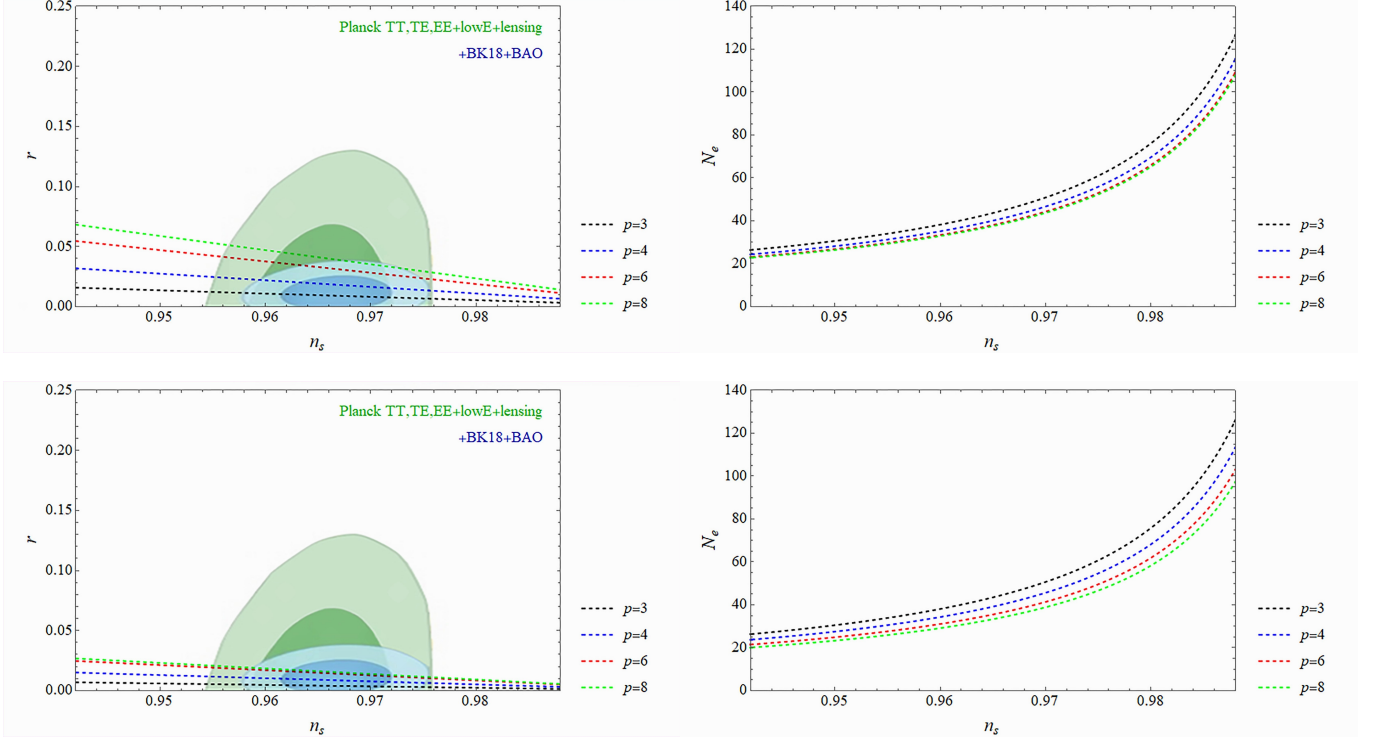 0.25
0.20
0.15
0.10
0.05
0.00
r
0.95
0.96
0.97
0.98
n_s
Planck TT,TE,EE+lowE+lensing
+BK18+BAO
p=3
p=4
p=6
p=8
140
120
100
80
60
40
20
0
N_e
0.95
0.96
0.97
0.98
n_s
p=3
p=4
p=6
p=8
0.25
0.20
0.15
0.10
0.05
0.00
r
0.95
0.96
0.97
0.98
n_s
Planck TT,TE,EE+lowE+lensing
+BK18+BAO
p=3
p=4
p=6
p=8
140
120
100
80
60
40
20
0
N_e
0.95
0.96
0.97
0.98
n_s
p=3
p=4
p=6
p=8